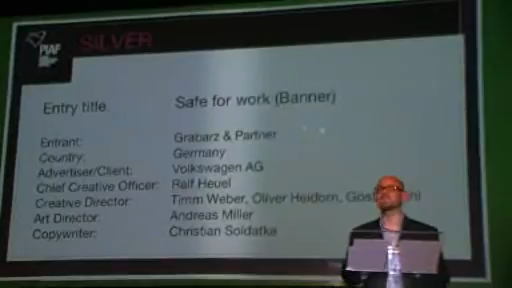 PIAF
SILVER
Entry title Safe for work (Banner)
Entrant: Grabarz & Partner
Country: Germany
Advertiser/Client: Volkswagen AG
Chief Creative Officer: Ralf Heuel
Creative Director: Timm Weber, Oliver Heidorn,
Art Director: Andreas Miller
Copywriter: Christian Soldatke